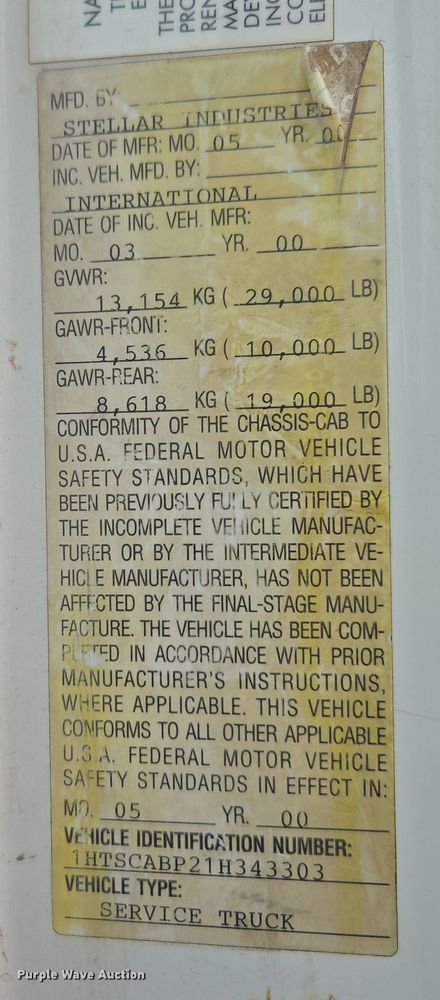 MFD. BY
STELLAR INDUSTRIES
DATE OF MFR: MO. 05 YR. 00
INC. VEH. MFD. BY:
INTERNATIONAL
DATE OF INC. VEH. MFR:
MO. 03 YR. 00
GVWR:
13,154 KG ( 29,000 LB)
GAWR-FRONT:
4,536 KG ( 10,000 LB)
GAWR-REAR:
8,618 KG ( 19,000 LB)
CONFORMITY OF THE CHASSIS-CAB TO
U.S.A. FEDERAL MOTOR VEHICLE
SAFETY STANDARDS, WHICH HAVE
BEEN PREVIOUSLY FULLY CERTIFIED BY
THE INCOMPLETE VEHICLE MANUFAC-
TURER OR BY THE INTERMEDIATE VE-
HICLE MANUFACTURER, HAS NOT BEEN
AFFECTED BY THE FINAL-STAGE MANU-
FACTURE. THE VEHICLE HAS BEEN COM-
PLETED IN ACCORDANCE WITH PRIOR
MANUFACTURER'S INSTRUCTIONS,
WHERE APPLICABLE. THIS VEHICLE
CONFORMS TO ALL OTHER APPLICABLE
U.S.A. FEDERAL MOTOR VEHICLE
SAFETY STANDARDS IN EFFECT IN:
MO. 05 YR. 00
VEHICLE IDENTIFICATION NUMBER:
1HTSCABP21H343303
VEHICLE TYPE:
SERVICE TRUCK
Purple Wave Auction